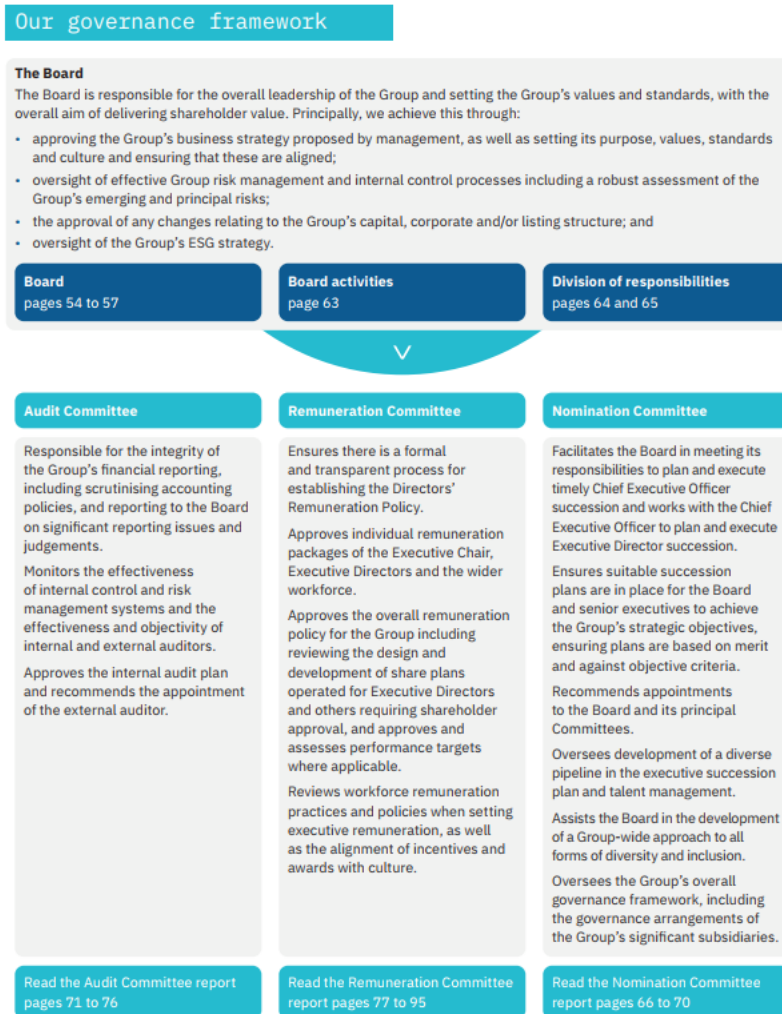 Our governance framework
The Board
The Board is responsible for the overall leadership of the Group and setting the Group's values and standards, with the
overall aim of delivering shareholder value. Principally, we achieve this through:
• approving the Group's business strategy proposed by management, as well as setting its purpose, values, standards
and culture and ensuring that these are aligned;
• oversight of effective Group risk management and internal control processes including a robust assessment of the
Group's emerging and principal risks;
• the approval of any changes relating to the Group's capital, corporate and/or listing structure; and
• oversight of the Group's ESG strategy.
Board
pages 54 to 57
Board activities
page 63
Division of responsibilities
pages 64 and 65
Audit Committee
Responsible for the integrity of
the Group's financial reporting,
including scrutinising accounting
policies, and reporting to the Board
on significant reporting issues and
judgements.
Monitors the effectiveness
of internal control and risk
management systems and the
effectiveness and objectivity of
internal and external auditors.
Approves the internal audit plan
and recommends the appointment
of the external auditor.
Read the Audit Committee report
pages 71 to 76
Remuneration Committee
Ensures there is a formal
and transparent process for
establishing the Directors'
Remuneration Policy.
Approves individual remuneration
packages of the Executive Chair,
Executive Directors and the wider
workforce.
Approves the overall remuneration
policy for the Group including
reviewing the design and
development of share plans
operated for Executive Directors
and others requiring shareholder
approval, and approves and
assesses performance targets
where applicable.
Reviews workforce remuneration
practices and policies when setting
executive remuneration, as well
as the alignment of incentives and
awards with culture.
Read the Remuneration Committee
report pages 77 to 95
Nomination Committee
Facilitates the Board in meeting its
responsibilities to plan and execute
timely Chief Executive Officer
succession and works with the Chief
Executive Officer to plan and execute
Executive Director succession.
Ensures suitable succession
plans are in place for the Board
and senior executives to achieve
the Group's strategic objectives,
ensuring plans are based on merit
and against objective criteria.
Recommends appointments
to the Board and its principal
Committees.
Oversees development of a diverse
pipeline in the executive succession
plan and talent management.
Assists the Board in the development
of a Group-wide approach to all
forms of diversity and inclusion.
Oversees the Group's overall
governance framework, including
the governance arrangements of
the Group's significant subsidiaries.
Read the Nomination Committee
report pages 66 to 70